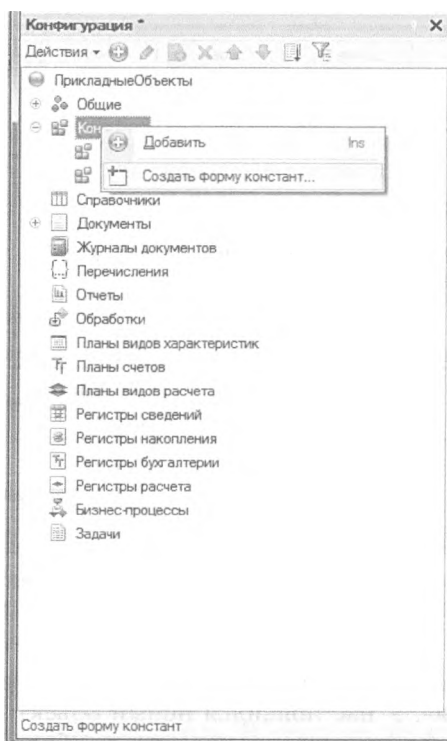 Конфигурация *
Действия
ПрикладныеОбъекты
Общие
Добавить Ins
Создать форму констант...
Справочники
Документы
Журналы документов
Перечисления
Отчеты
Обработки
Планы видов характеристик
Планы счетов
Планы видов расчета
Регистры сведений
Регистры накопления
Регистры бухгалтерии
Регистры расчета
Бизнес-процессы
Задачи
Создать форму констант